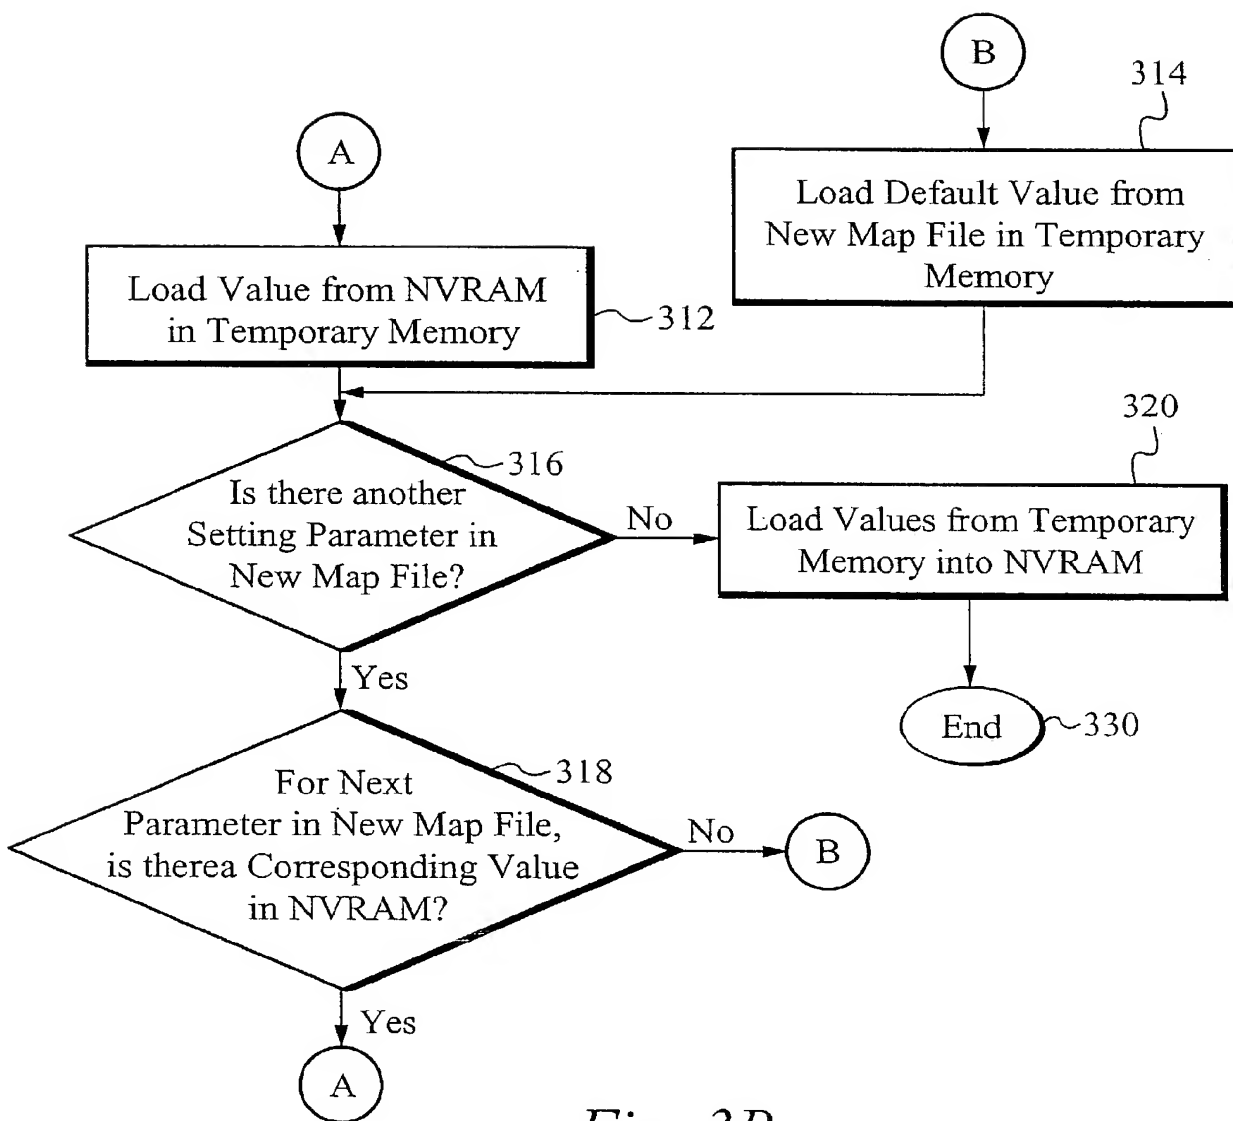 B
314
A
Load Default Value from
New Map File in Temporary
Memory
Load Value from NVRAM
in Temporary Memory
312
320
316
Is there another
Setting Parameter in
New Map File?
No
Load Values from Temporary
Memory into NVRAM
Yes
End
330
318
For Next
Parameter in New Map File,
is therea Corresponding Value
in NVRAM?
No
B
Yes
A